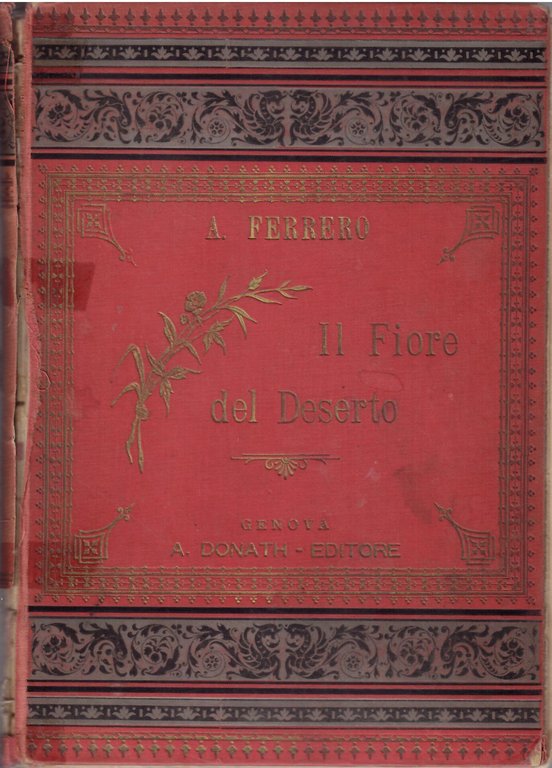 A. FERRERO
Il Fiore
del Deserto
GENOVA
A. DONATH - EDITORE